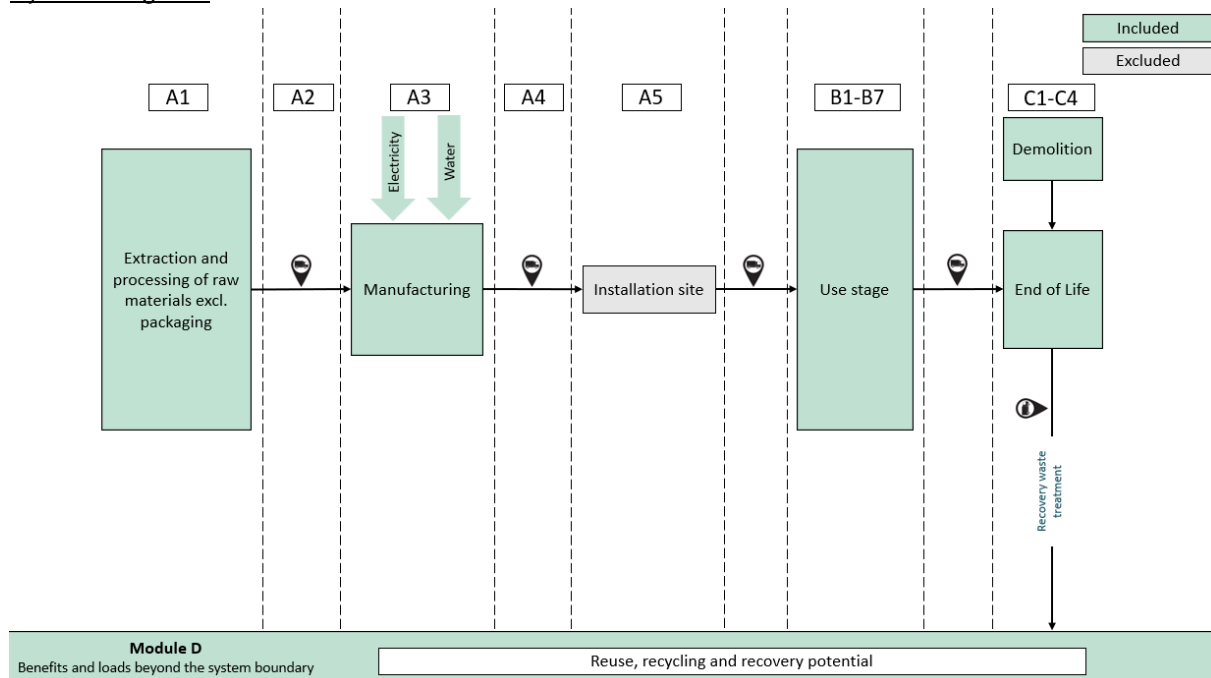 Included
Excluded
A1
A2
A3
A4
A5
B1-B7
C1-C4
Electricity
Water
Demolition
Extraction and
processing of raw
materials excl.
packaging
Manufacturing
Installation site
Use stage
End of Life
Recovery waste
treatment
Module D
Benefits and loads beyond the system boundary
Reuse, recycling and recovery potential